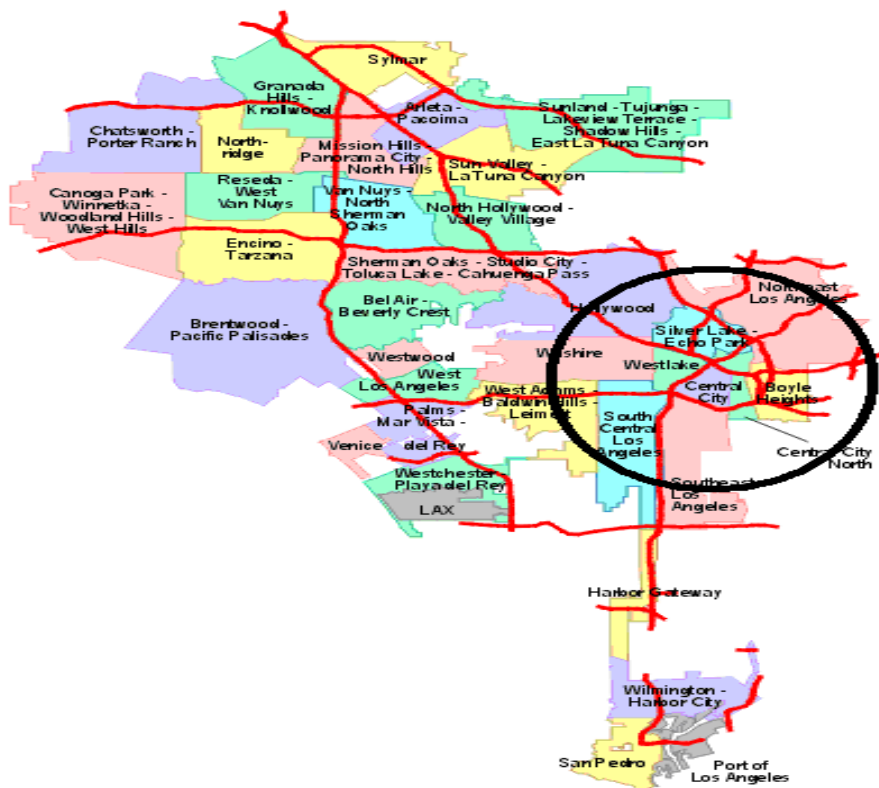 Sylmar
Granada
Hills -
Knollwood
Arleta -
Pacoima
Sunland - Tujunga -
Lakeview Terrace -
Shadow Hills -
East La Tuna Canyon
Chatsworth -
Porter Ranch
North-
ridge
Mission Hills -
Panorama City -
North Hills
Sun Valley -
La Tuna Canyon
Canoga Park -
Winnetka -
Woodland Hills -
West Hills
Reseda -
West
Van Nuys
Van Nuys -
North
Sherman
Oaks
North Hollywood -
Valley Village
Encino -
Tarzana
Sherman Oaks - Studio City -
Toluca Lake - Cahuenga Pass
Northeast
Los Angeles
Bel Air -
Beverly Crest
Hollywood
Brentwood -
Pacific Palisades
Silver Lake -
Echo Park
Westwood
Wilshire
Westlake
West
Los Angeles
West Adams
Baldwin Hills -
Leimert
Central
City
Boyle
Heights
Palms -
Mar Vista -
del Rey
South
Central
Los
Angeles
Venice
Central City
North
Westchester -
Playa del Rey
Southeast
Los
Angeles
LAX
Harbor Gateway
Wilmington -
Harbor City
San Pedro
Port of
Los Angeles